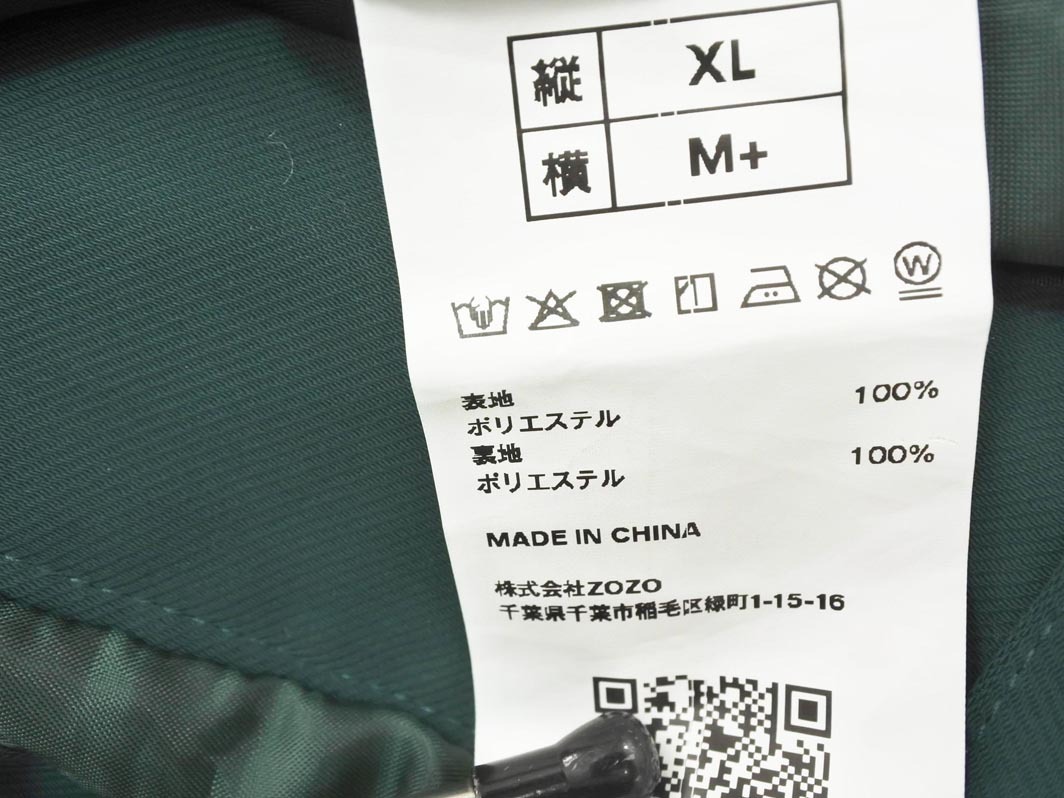 縦 XL
横 M+
W
表地
ポリエステル 100%
裏地
ポリエステル 100%
MADE IN CHINA
株式会社ZOZO
千葉県千葉市稲毛区緑町1-15-16